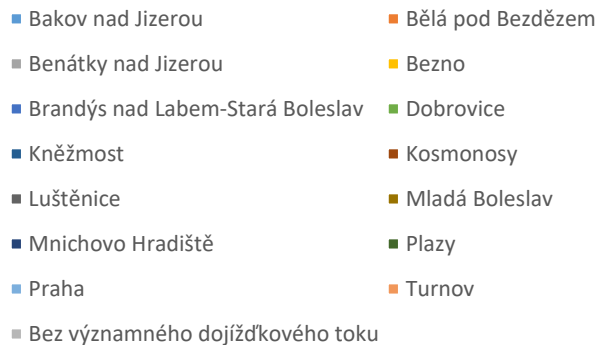 Bakov nad Jizerou Bělá pod Bezdězem
Benátky nad Jizerou Bezno
Brandýs nad Labem-Stará Boleslav Dobrovice
Kněžmost Kosmonosy
Luštěnice Mladá Boleslav
Mnichovo Hradiště Plazy
Praha Turnov
Bez významného dojížďkového toku